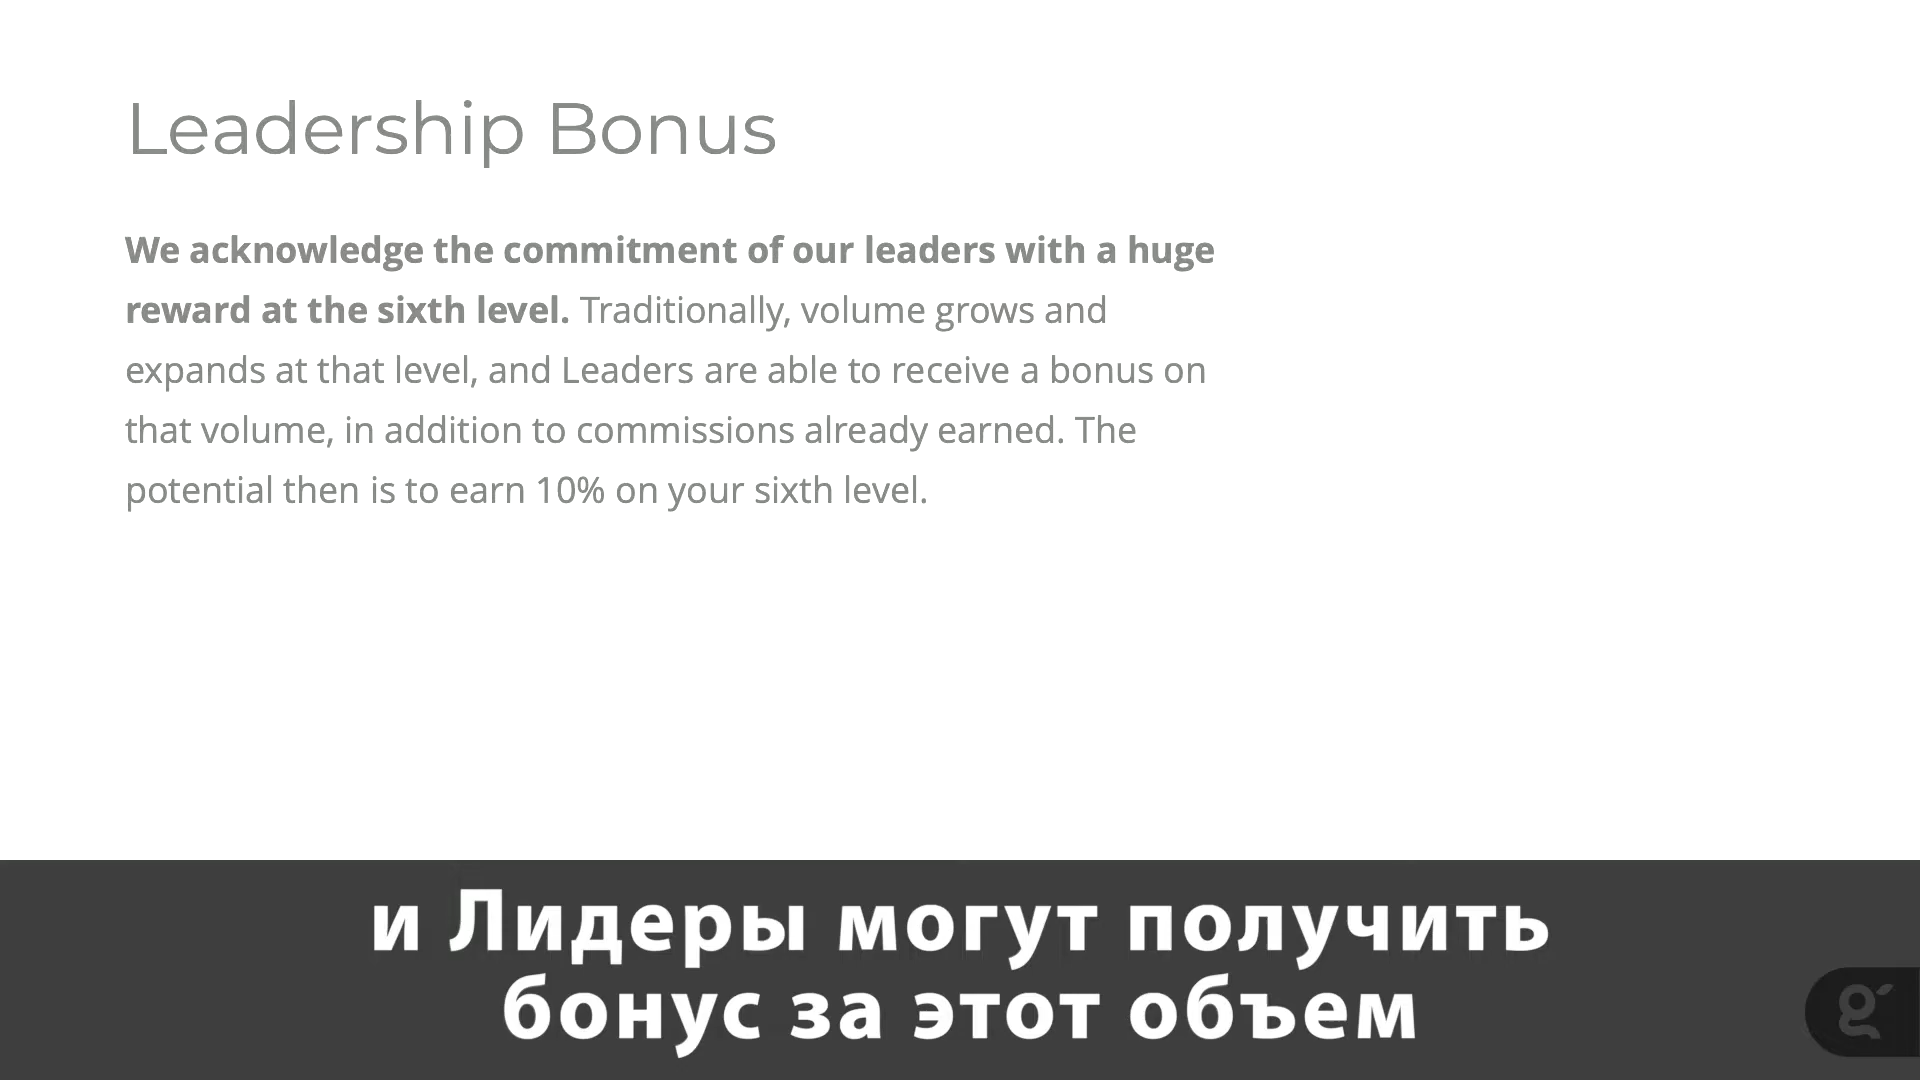 Leadership Bonus
We acknowledge the commitment of our leaders with a huge
reward at the sixth level. Traditionally, volume grows and
expands at that level, and Leaders are able to receive a bonus on
that volume, in addition to commissions already earned. The
potential then is to earn 10% on your sixth level.
и Лидеры могут получить
бонус за этот объем
g